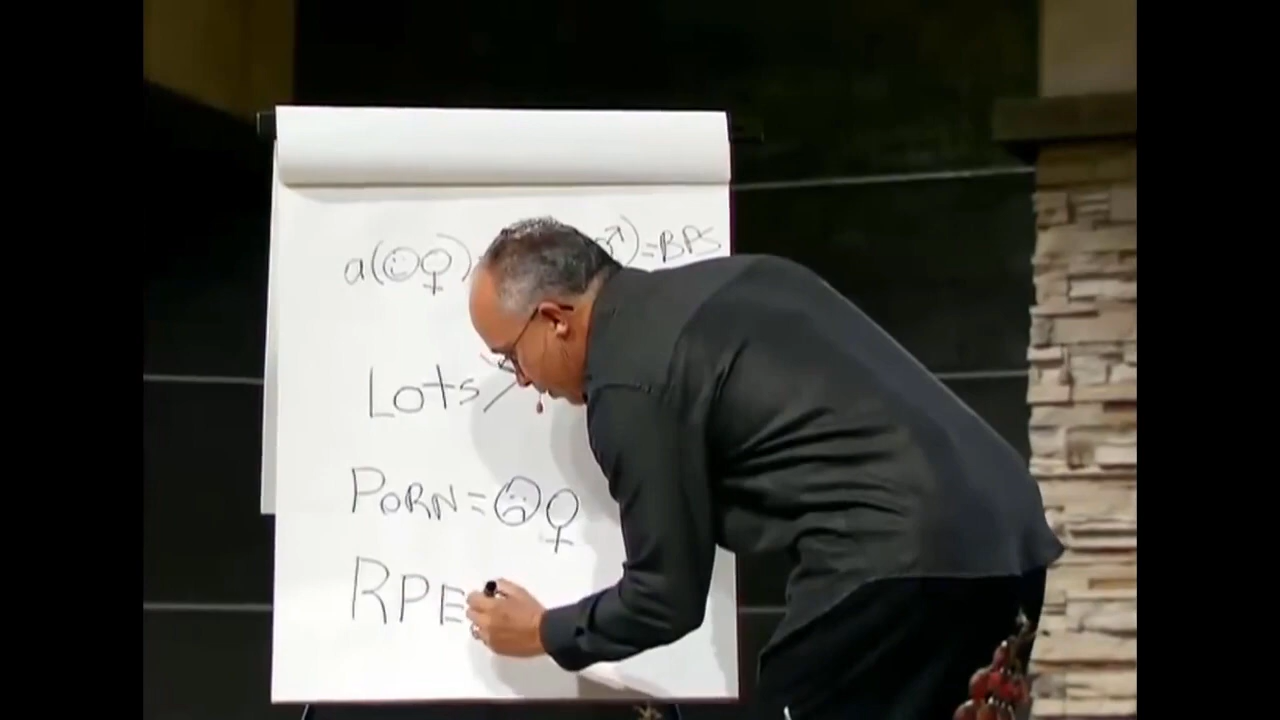 a(☺♀) ♂)=BPS
Lots
PORN=☹♀
RPE